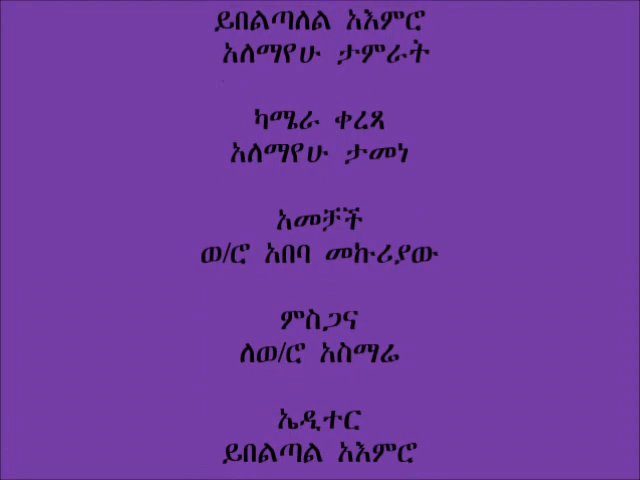 ይበልጣለል አእምሮ
አለማየሁ ታምራት
ካሜራ ቀረጻ
አለማየሁ ታመነ
አመቻች
ወ/ሮ አበባ መኩሪያው
ምስጋና
ለወ/ሮ አስማሬ
ኤዲተር
ይበልጣል አእምሮ